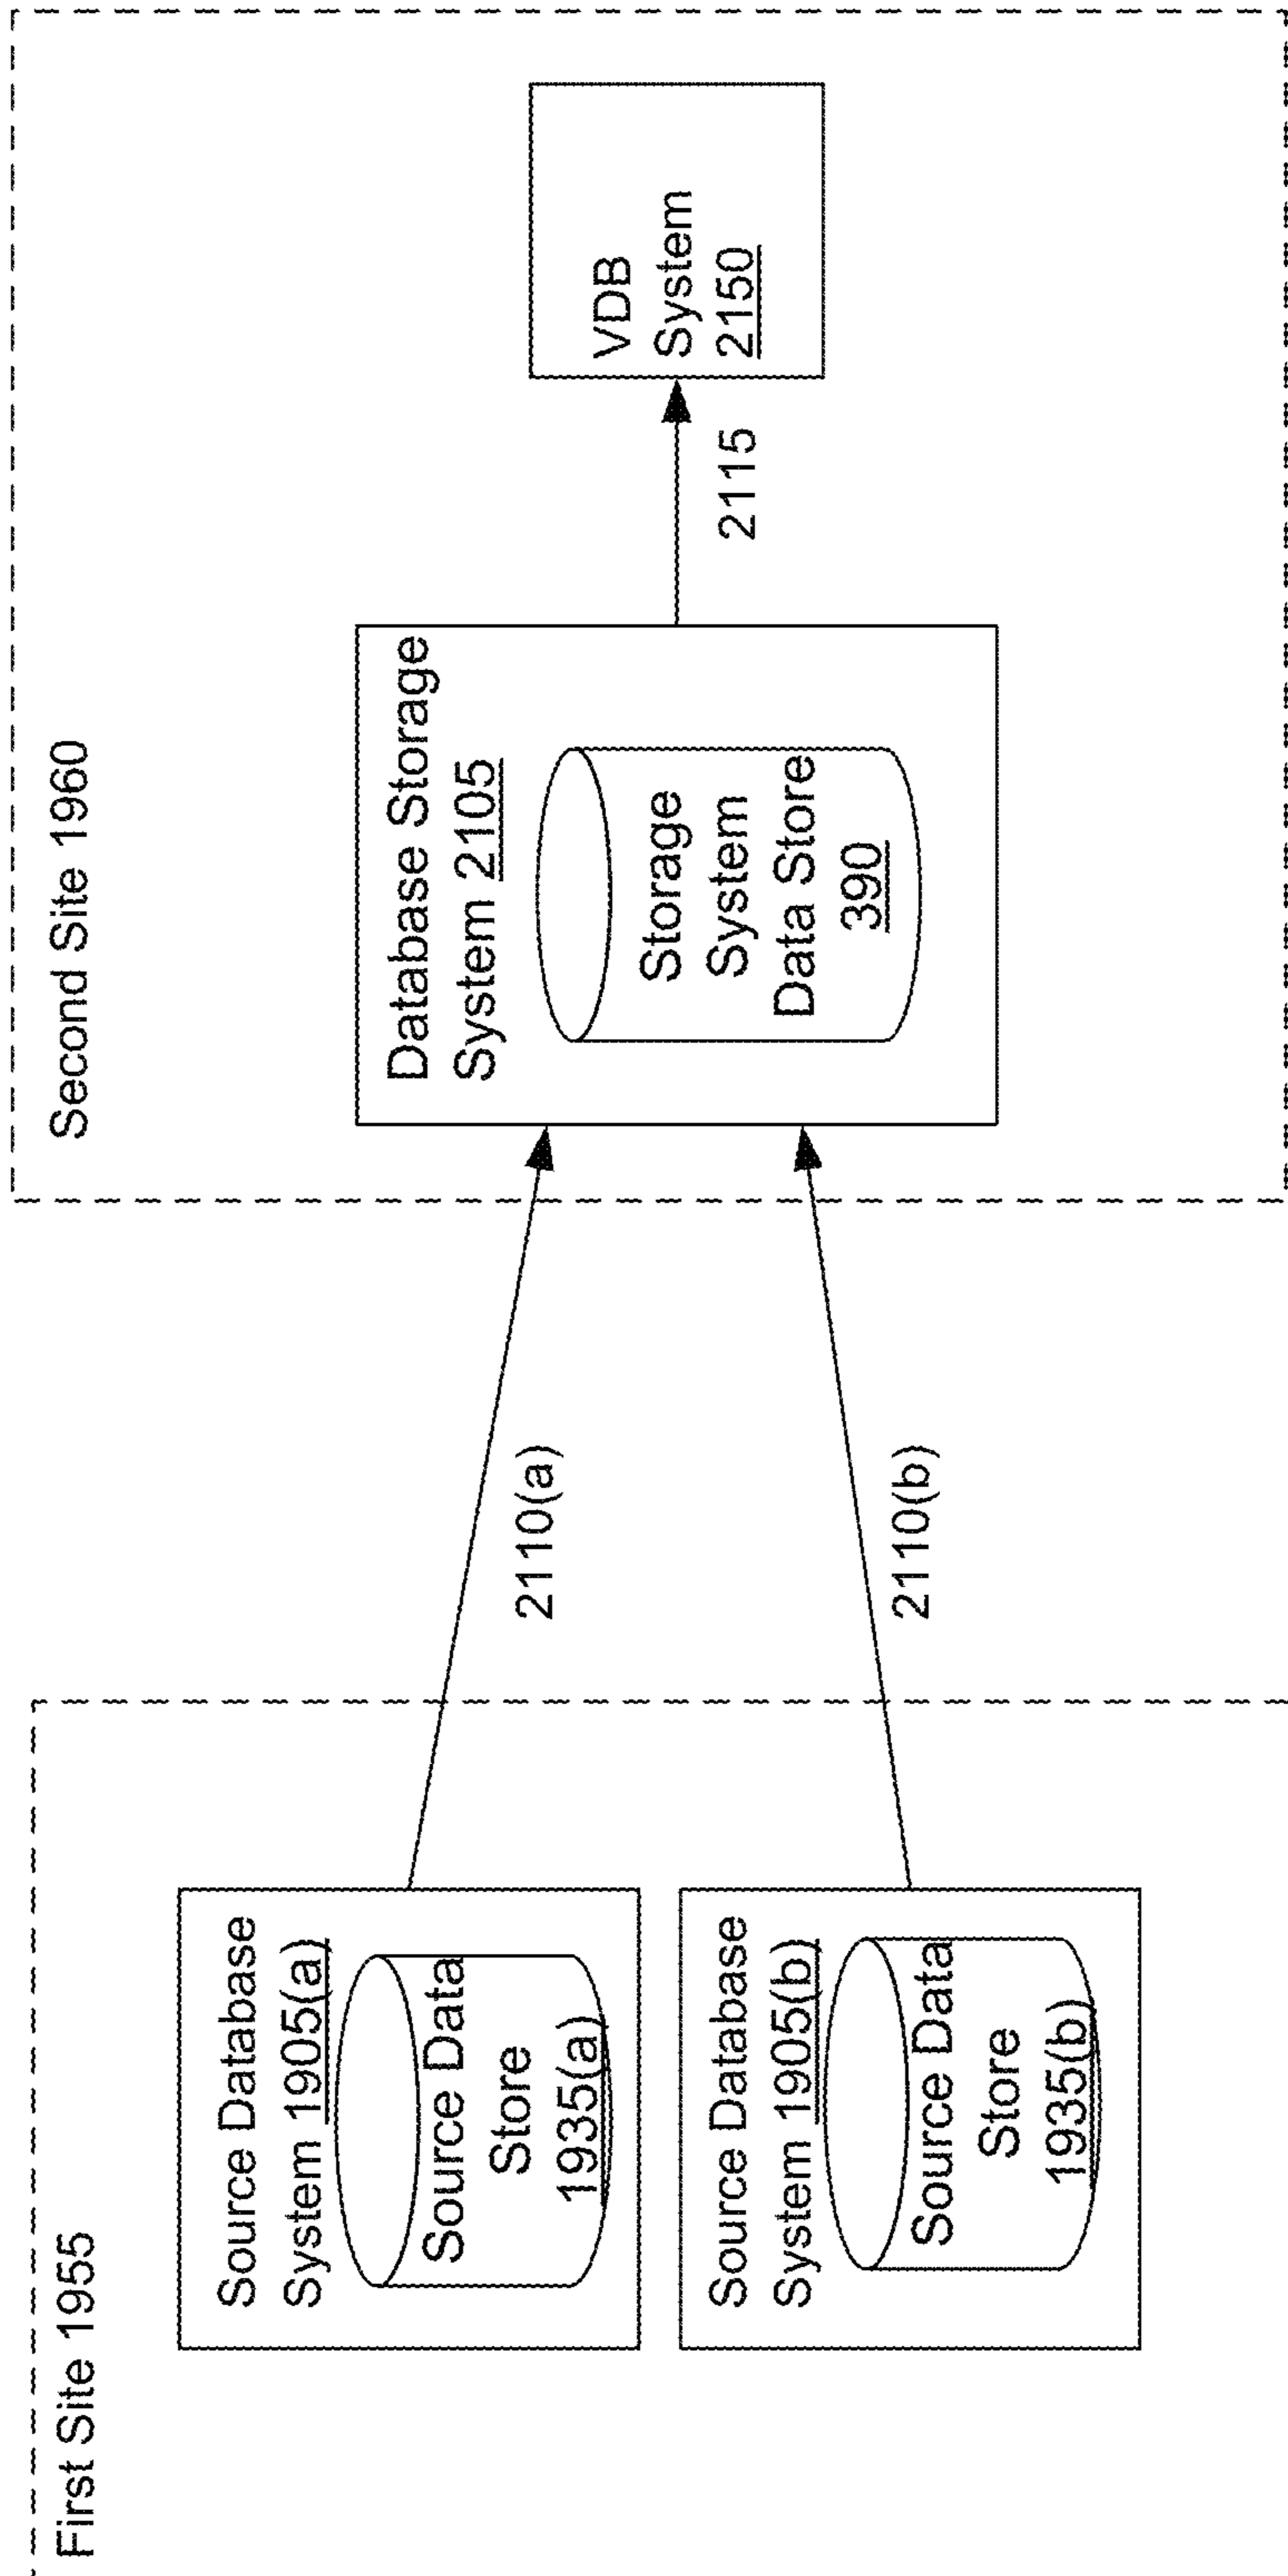 First Site 1955
Source Database
System 1905(a)
Source Data
Store
1935(a)
Source Database
System 1905(b)
Source Data
Store
1935(b)
2110(a)
2110(b)
Second Site 1960
Database Storage
System 2105
Storage
System
Data Store
390
2115
VDB
System
2150